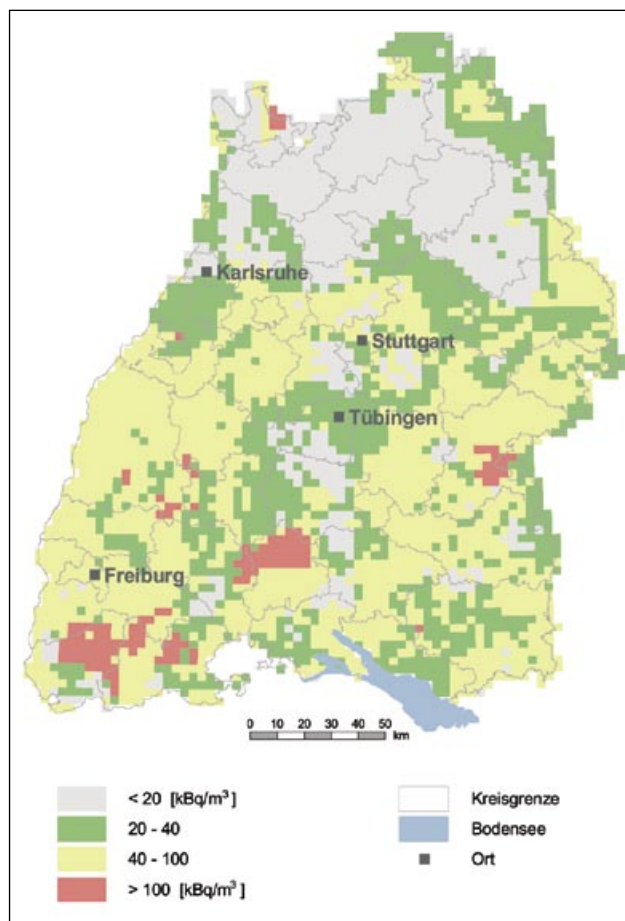 Karlsruhe
Stuttgart
Tübingen
Freiburg
0 10 20 30 40 50
km
< 20 [kBq/m³]
20 - 40
40 - 100
> 100 [kBq/m³]
Kreisgrenze
Bodensee
Ort